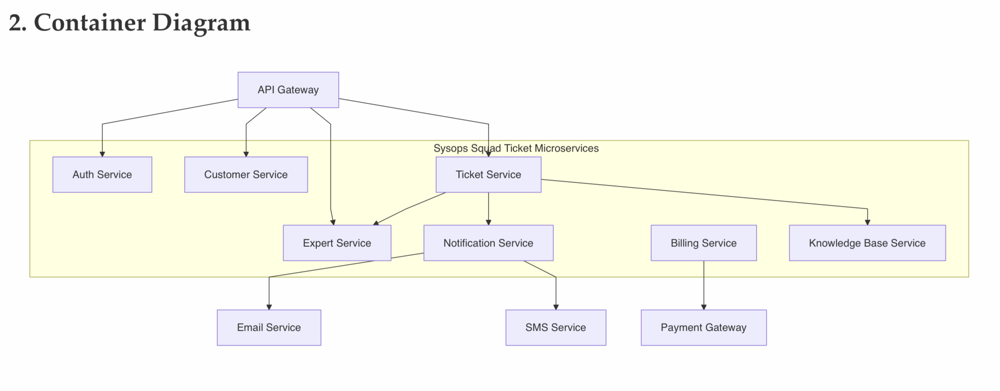 2. Container Diagram
API Gateway
Sysops Squad Ticket Microservices
Auth Service
Customer Service
Ticket Service
Expert Service
Notification Service
Billing Service
Knowledge Base Service
Email Service
SMS Service
Payment Gateway